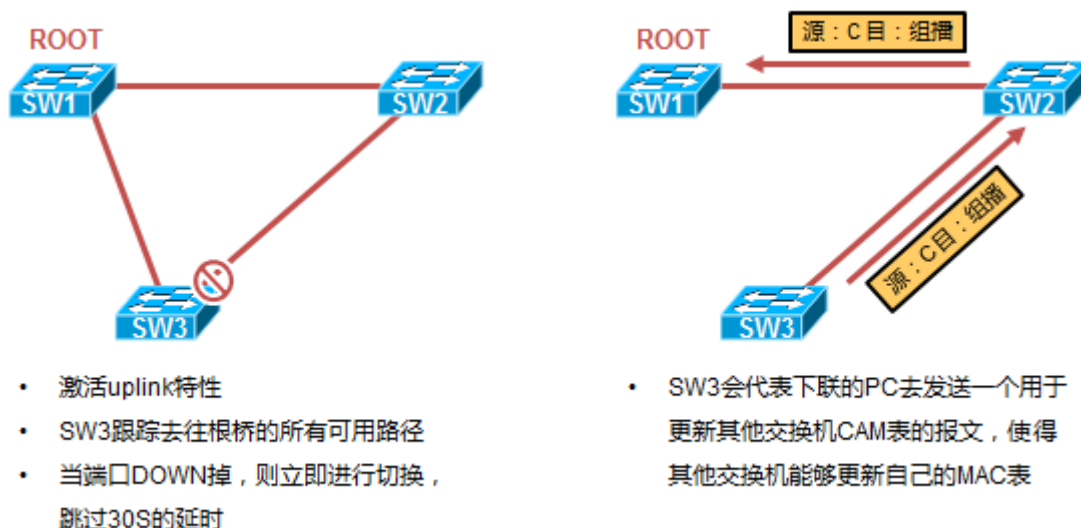 ROOT
SW1
SW2
SW3
• 激活uplink特性
• SW3跟踪去往根桥的所有可用路径
• 当端口DOWN掉，则立即进行切换，
跳过30S的延时
源：C目：组播
ROOT
SW1
SW2
源：C目：组播
SW3
• SW3会代表下联的PC去发送一个用于
更新其他交换机CAM表的报文，使得
其他交换机能够更新自己的MAC表